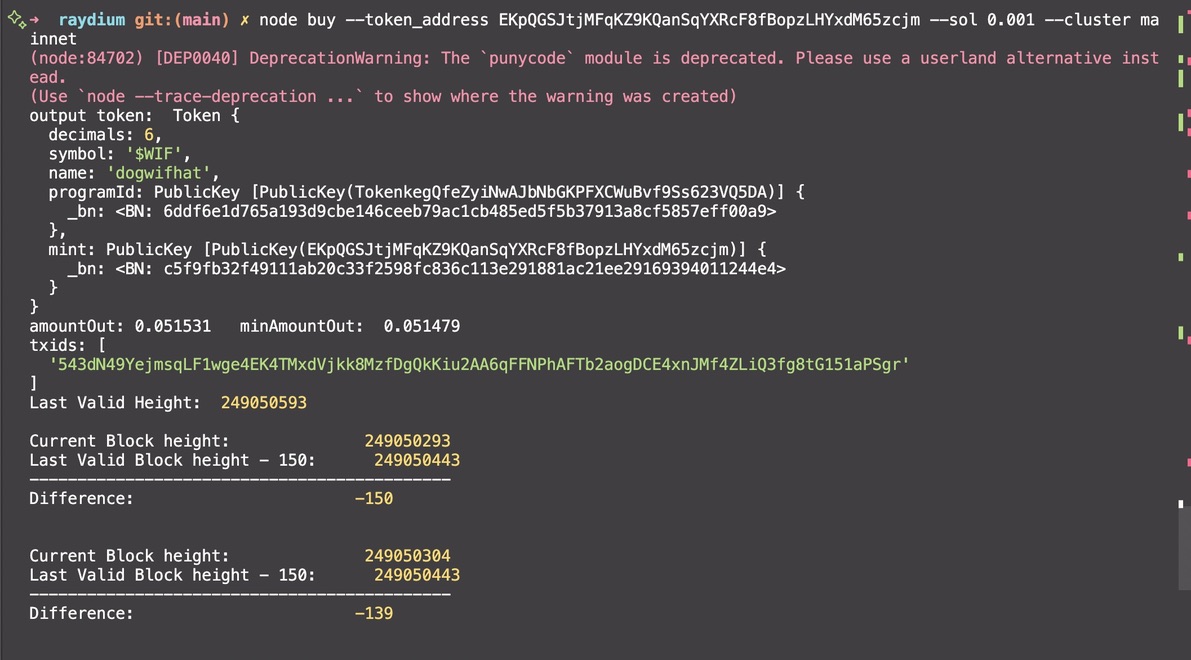 ➜ raydium git:(main) ✗ node buy --token_address EKpQGSJtjMFqKZ9KQanSqYXRcF8fBopzLHYxdM65zcjm --sol 0.001 --cluster ma
innet
(node:84702) [DEP0040] DeprecationWarning: The `punycode` module is deprecated. Please use a userland alternative inst
ead.
(Use `node --trace-deprecation ...` to show where the warning was created)
output token:  Token {
  decimals: 6,
  symbol: '$WIF',
  name: 'dogwifhat',
  programId: PublicKey [PublicKey(TokenkegQfeZyiNwAJbNbGKPFXCWuBvf9Ss623VQ5DA)] {
    _bn: <BN: 6ddf6e1d765a193d9cbe146ceeb79ac1cb485ed5f5b37913a8cf5857eff00a9>
  },
  mint: PublicKey [PublicKey(EKpQGSJtjMFqKZ9KQanSqYXRcF8fBopzLHYxdM65zcjm)] {
    _bn: <BN: c5f9fb32f49111ab20c33f2598fc836c113e291881ac21ee29169394011244e4>
  }
}
amountOut: 0.051531   minAmountOut:  0.051479
txids: [
  '543dN49YejmsqLF1wge4EK4TMxdVjkk8MzfDgQkKiu2AA6qFFNPhAFTb2aogDCE4xnJMf4ZLiQ3fg8tG151aPSgr'
]
Last Valid Height:  249050593
Current Block height:              249050293
Last Valid Block height - 150:      249050443
--------------------------------------------
Difference:                       -150
Current Block height:              249050304
Last Valid Block height - 150:      249050443
--------------------------------------------
Difference:                       -139